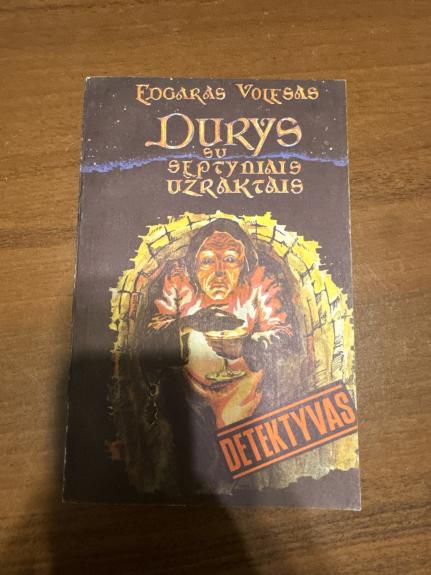 EDGARAS VOLESAS
DURYS
SU
SEPTYNIAIS
UŽRAKTAIS
DETEKTYVAS